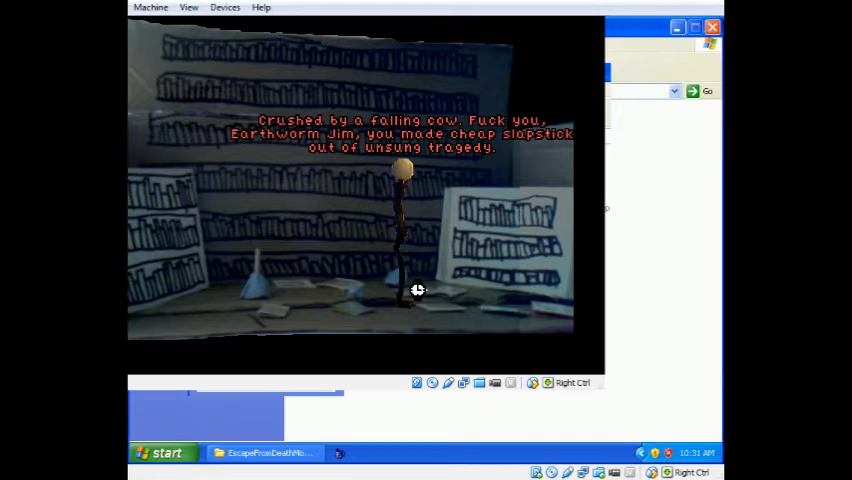 Machine View Devices Help
Crushed by a falling cow. Fuck you,
Earthworm Jim, you made cheap slapstick
out of unsung tragedy.
Go
p
Right Ctrl
start
EscapeFromDeathMo...
10:31 AM
Right Ctrl